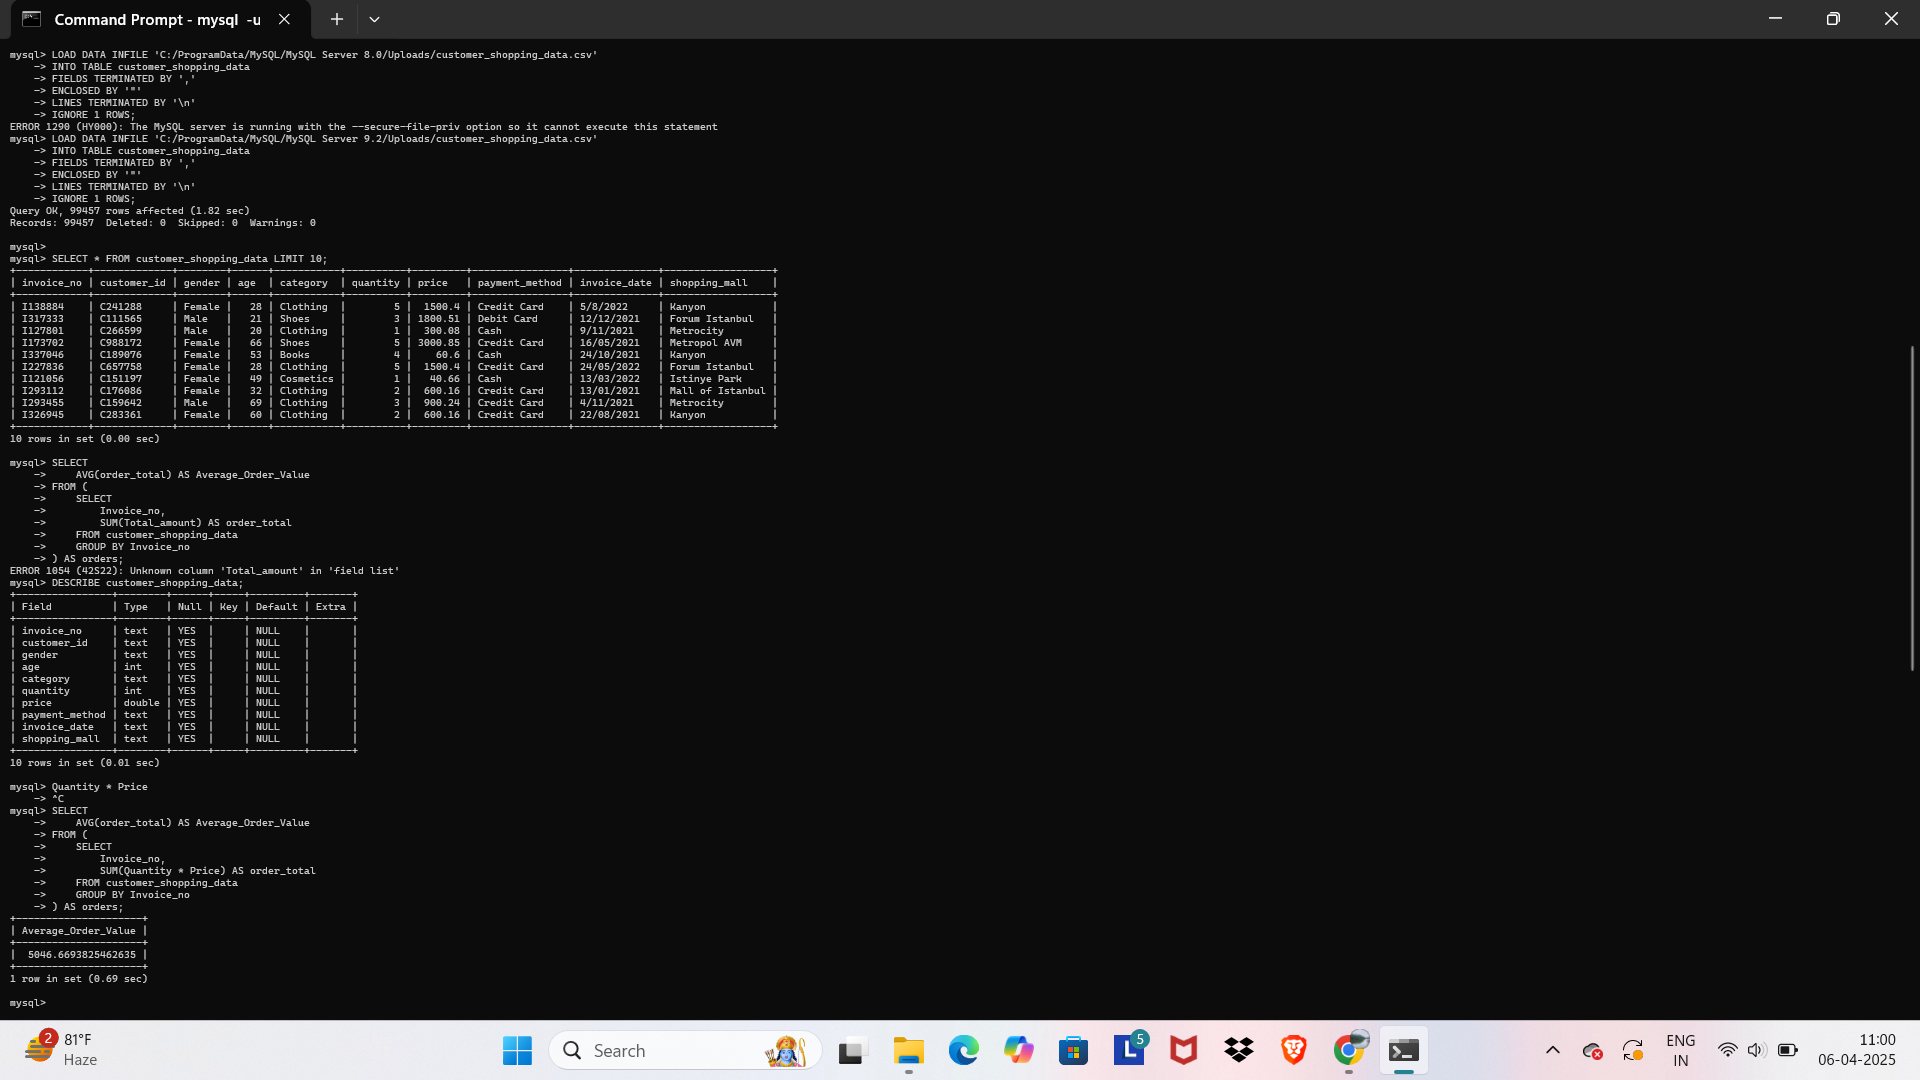 Command Prompt - mysql -u
mysql> LOAD DATA INFILE 'C:/ProgramData/MySQL/MySQL Server 8.0/Uploads/customer_shopping_data.csv'
    -> INTO TABLE customer_shopping_data
    -> FIELDS TERMINATED BY ','
    -> ENCLOSED BY '"'
    -> LINES TERMINATED BY '\n'
    -> IGNORE 1 ROWS;
ERROR 1290 (HY000): The MySQL server is running with the --secure-file-priv option so it cannot execute this statement
mysql> LOAD DATA INFILE 'C:/ProgramData/MySQL/MySQL Server 9.2/Uploads/customer_shopping_data.csv'
    -> INTO TABLE customer_shopping_data
    -> FIELDS TERMINATED BY ','
    -> ENCLOSED BY '"'
    -> LINES TERMINATED BY '\n'
    -> IGNORE 1 ROWS;
Query OK, 99457 rows affected (1.82 sec)
Records: 99457  Deleted: 0  Skipped: 0  Warnings: 0
mysql>
mysql> SELECT * FROM customer_shopping_data LIMIT 10;
| invoice_no | customer_id | gender | age  | category  | quantity | price   | payment_method | invoice_date | shopping_mall    |
| I138884    | C241288     | Female |   28 | Clothing  |        5 |  1500.4 | Credit Card    | 5/8/2022     | Kanyon           |
| I317333    | C111565     | Male   |   21 | Shoes     |        3 | 1800.51 | Debit Card     | 12/12/2021   | Forum Istanbul   |
| I127801    | C266599     | Male   |   20 | Clothing  |        1 |  300.08 | Cash           | 9/11/2021    | Metrocity        |
| I173702    | C988172     | Female |   66 | Shoes     |        5 | 3000.85 | Credit Card    | 16/05/2021   | Metropol AVM     |
| I337046    | C189076     | Female |   53 | Books     |        4 |    60.6 | Cash           | 24/10/2021   | Kanyon           |
| I227836    | C657758     | Female |   28 | Clothing  |        5 |  1500.4 | Credit Card    | 24/05/2022   | Forum Istanbul   |
| I121056    | C151197     | Female |   49 | Cosmetics |        1 |   40.66 | Cash           | 13/03/2022   | Istinye Park     |
| I293112    | C176086     | Female |   32 | Clothing  |        2 |  600.16 | Credit Card    | 13/01/2021   | Mall of Istanbul |
| I293455    | C159642     | Male   |   69 | Clothing  |        3 |  900.24 | Credit Card    | 4/11/2021    | Metrocity        |
| I326945    | C283361     | Female |   60 | Clothing  |        2 |  600.16 | Credit Card    | 22/08/2021   | Kanyon           |
10 rows in set (0.00 sec)
mysql> SELECT
    ->     AVG(order_total) AS Average_Order_Value
    -> FROM (
    ->     SELECT
    ->         Invoice_no,
    ->         SUM(Total_amount) AS order_total
    ->     FROM customer_shopping_data
    ->     GROUP BY Invoice_no
    -> ) AS orders;
ERROR 1054 (42S22): Unknown column 'Total_amount' in 'field list'
mysql> DESCRIBE customer_shopping_data;
| Field          | Type   | Null | Key | Default | Extra |
| invoice_no     | text   | YES  |     | NULL    |       |
| customer_id    | text   | YES  |     | NULL    |       |
| gender         | text   | YES  |     | NULL    |       |
| age            | int    | YES  |     | NULL    |       |
| category       | text   | YES  |     | NULL    |       |
| quantity       | int    | YES  |     | NULL    |       |
| price          | double | YES  |     | NULL    |       |
| payment_method | text   | YES  |     | NULL    |       |
| invoice_date   | text   | YES  |     | NULL    |       |
| shopping_mall  | text   | YES  |     | NULL    |       |
10 rows in set (0.01 sec)
mysql> Quantity * Price
    -> ^C
mysql> SELECT
    ->     AVG(order_total) AS Average_Order_Value
    -> FROM (
    ->     SELECT
    ->         Invoice_no,
    ->         SUM(Quantity * Price) AS order_total
    ->     FROM customer_shopping_data
    ->     GROUP BY Invoice_no
    -> ) AS orders;
| Average_Order_Value |
|  5046.6693825462635 |
1 row in set (0.69 sec)
mysql>
2
81°F
Haze
Search
L
5
ENG
IN
11:00
06-04-2025